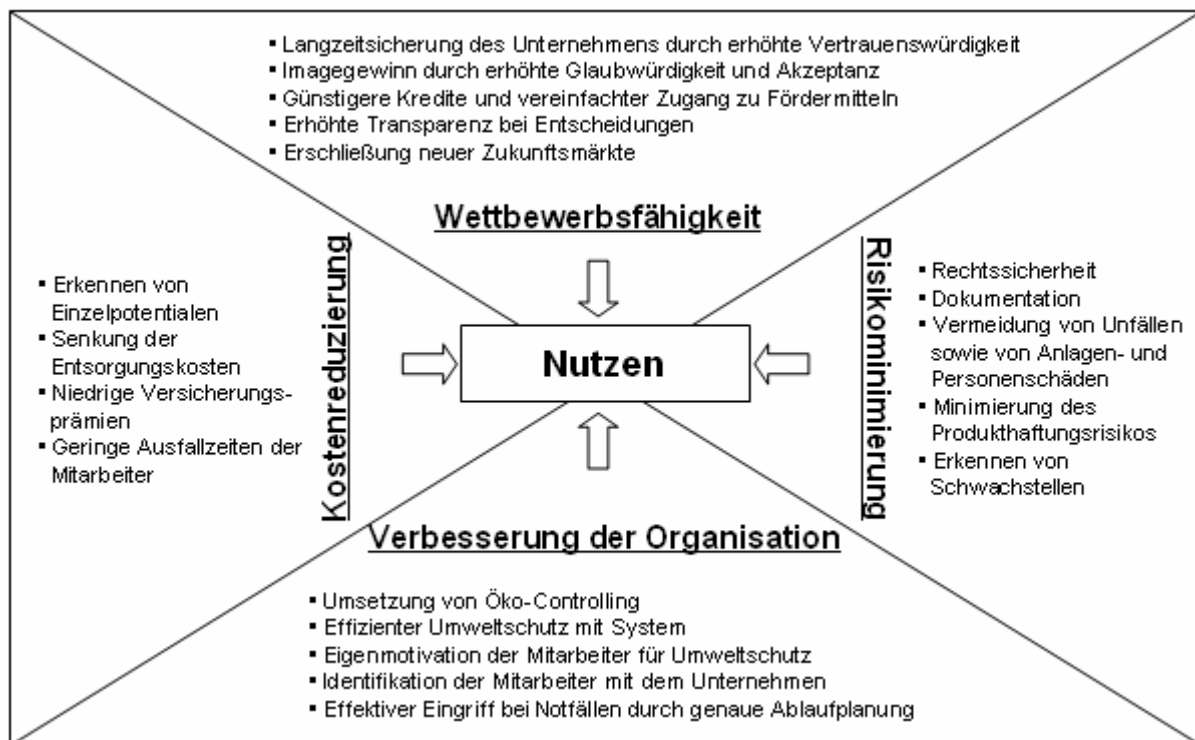 ▪ Langzeitsicherung des Unternehmens durch erhöhte Vertrauenswürdigkeit
▪ Imagegewinn durch erhöhte Glaubwürdigkeit und Akzeptanz
▪ Günstigere Kredite und vereinfachter Zugang zu Fördermitteln
▪ Erhöhte Transparenz bei Entscheidungen
▪ Erschließung neuer Zukunftsmärkte
Wettbewerbsfähigkeit
▪ Erkennen von
Einzelpotentialen
▪ Senkung der
Entsorgungskosten
▪ Niedrige Versicherungs-
prämien
▪ Geringe Ausfallzeiten der
Mitarbeiter
Kostenreduzierung
Nutzen
Risikominimierung
▪ Rechtssicherheit
▪ Dokumentation
▪ Vermeidung von Unfällen
sowie von Anlagen- und
Personenschäden
▪ Minimierung des
Produkthaftungsrisikos
▪ Erkennen von
Schwachstellen
Verbesserung der Organisation
▪ Umsetzung von Öko-Controlling
▪ Effizienter Umweltschutz mit System
▪ Eigenmotivation der Mitarbeiter für Umweltschutz
▪ Identifikation der Mitarbeiter mit dem Unternehmen
▪ Effektiver Eingriff bei Notfällen durch genaue Ablaufplanung